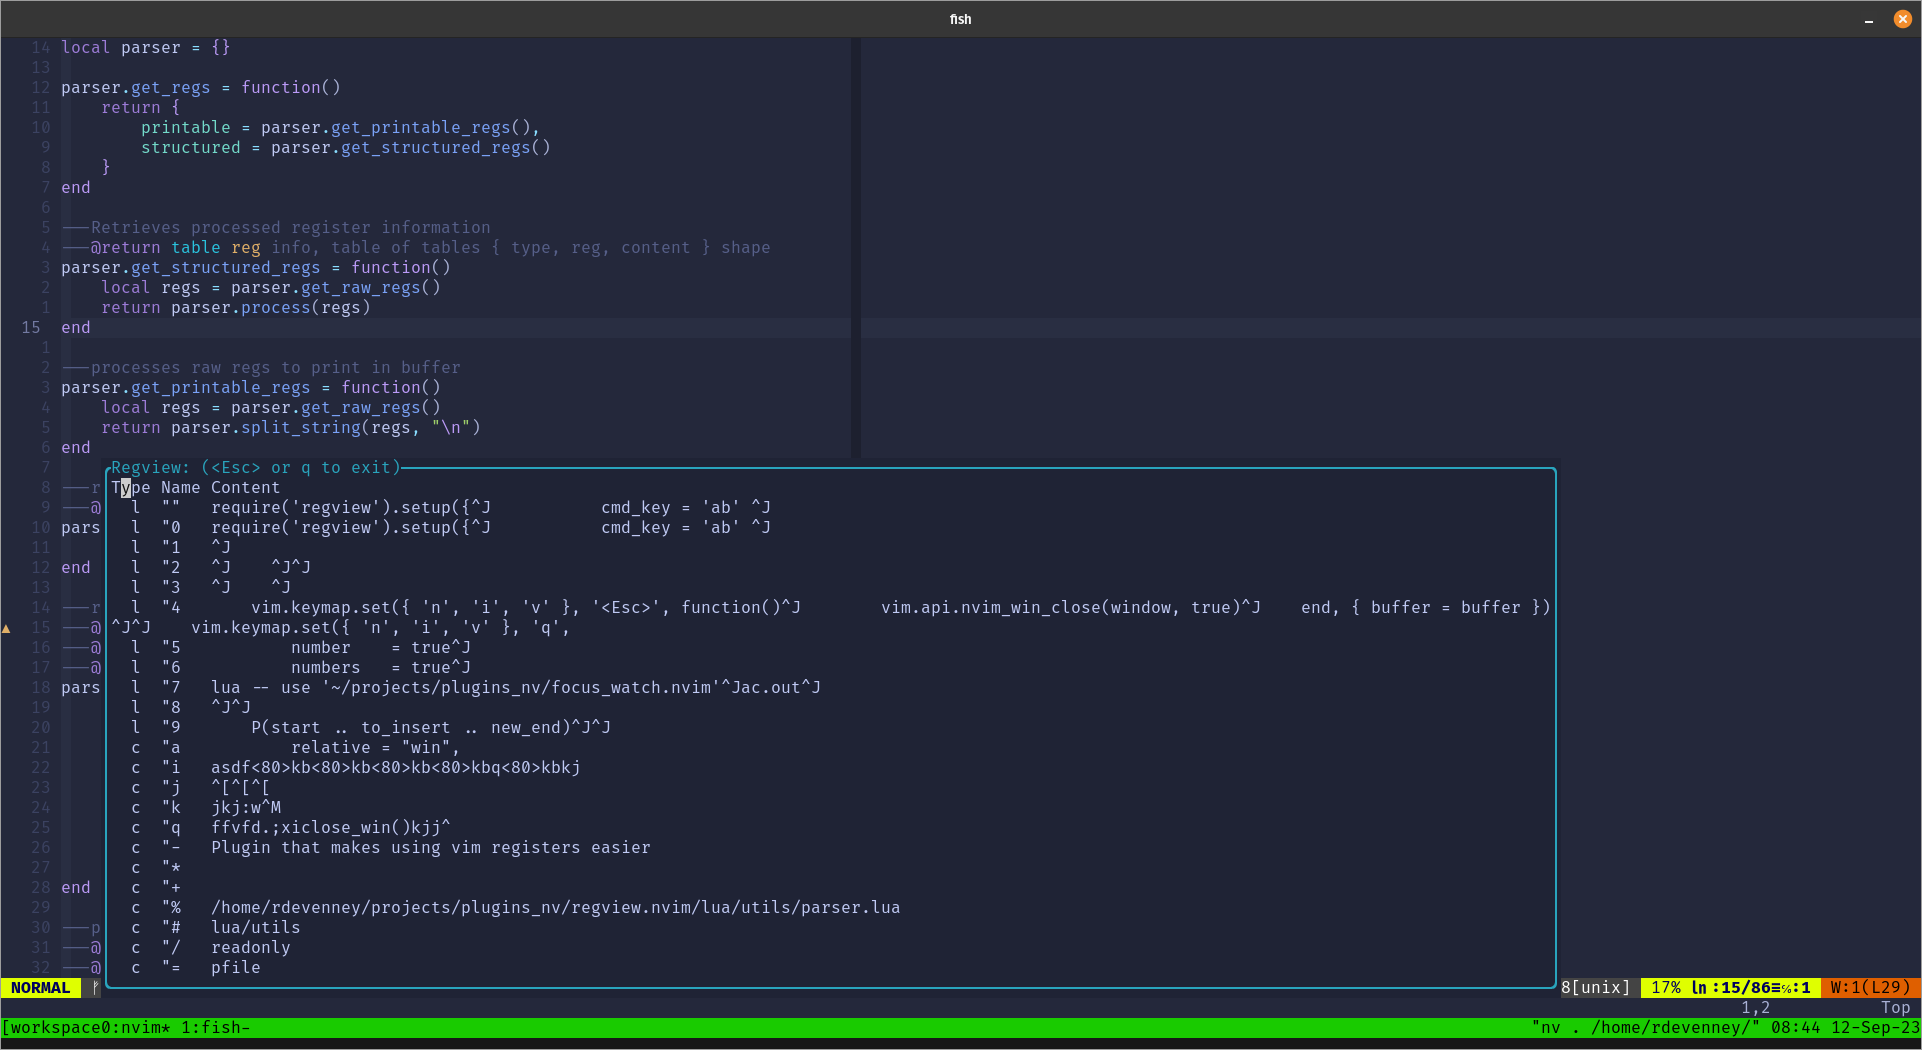 fish
14 local parser = {}
13
12 parser.get_regs = function()
11     return {
10         printable = parser.get_printable_regs(),
9         structured = parser.get_structured_regs()
8     }
7 end
6
5 ---Retrieves processed register information
4 ---@return table reg info, table of tables { type, reg, content } shape
3 parser.get_structured_regs = function()
2     local regs = parser.get_raw_regs()
1     return parser.process(regs)
15 end
1
2 ---processes raw regs to print in buffer
3 parser.get_printable_regs = function()
4     local regs = parser.get_raw_regs()
5     return parser.split_string(regs, "\n")
6 end
7 Regview: (<Esc> or q to exit)
8 ---r Type Name Content
9 ---@   l  ""   require('regview').setup({^J           cmd_key = 'ab' ^J
10 pars   l  "0   require('regview').setup({^J           cmd_key = 'ab' ^J
11   l  "1   ^J
12 end   l  "2   ^J    ^J^J
13   l  "3   ^J    ^J
14 ---r   l  "4       vim.keymap.set({ 'n', 'i', 'v' }, '<Esc>', function()^J        vim.api.nvim_win_close(window, true)^J    end, { buffer = buffer })
▲ 15 ---@ ^J^J    vim.keymap.set({ 'n', 'i', 'v' }, 'q',
16 ---@   l  "5           number    = true^J
17 ---@   l  "6           numbers   = true^J
18 pars   l  "7   lua -- use '~/projects/plugins_nv/focus_watch.nvim'^Jac.out^J
19   l  "8   ^J^J
20   l  "9       P(start .. to_insert .. new_end)^J^J
21   c  "a           relative = "win",
22   c  "i   asdf<80>kb<80>kb<80>kb<80>kbq<80>kbkj
23   c  "j   ^[^[^[
24   c  "k   jkj:w^M
25   c  "q   ffvfd.;xiclose_win()kjj^
26   c  "-   Plugin that makes using vim registers easier
27   c  "*
28 end   c  "+
29   c  "%   /home/rdevenney/projects/plugins_nv/regview.nvim/lua/utils/parser.lua
30 ---p   c  "#   lua/utils
31 ---@   c  "/   readonly
32 ---@   c  "=   pfile
NORMAL 8[unix] 17% ln :15/86≡℅:1 W:1(L29)
1,2 Top
[workspace0:nvim* 1:fish- "nv . /home/rdevenney/" 08:44 12-Sep-23